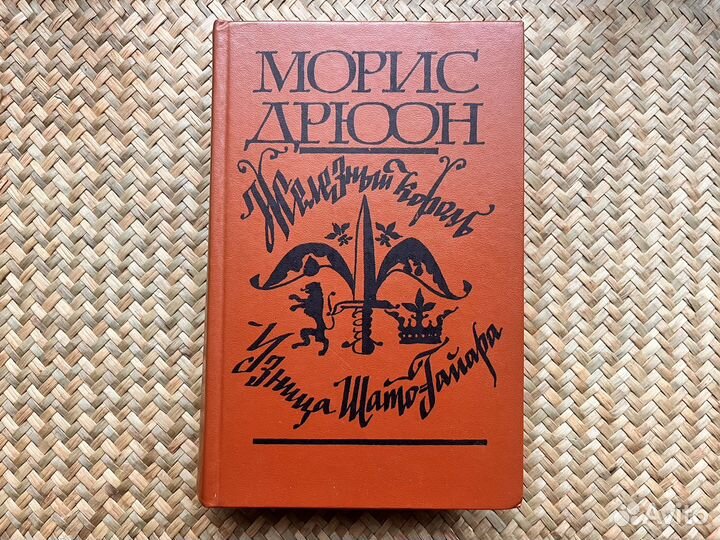 МОРИС
ДРЮОН
Железный король
Узница Шато-Гайара
Avito